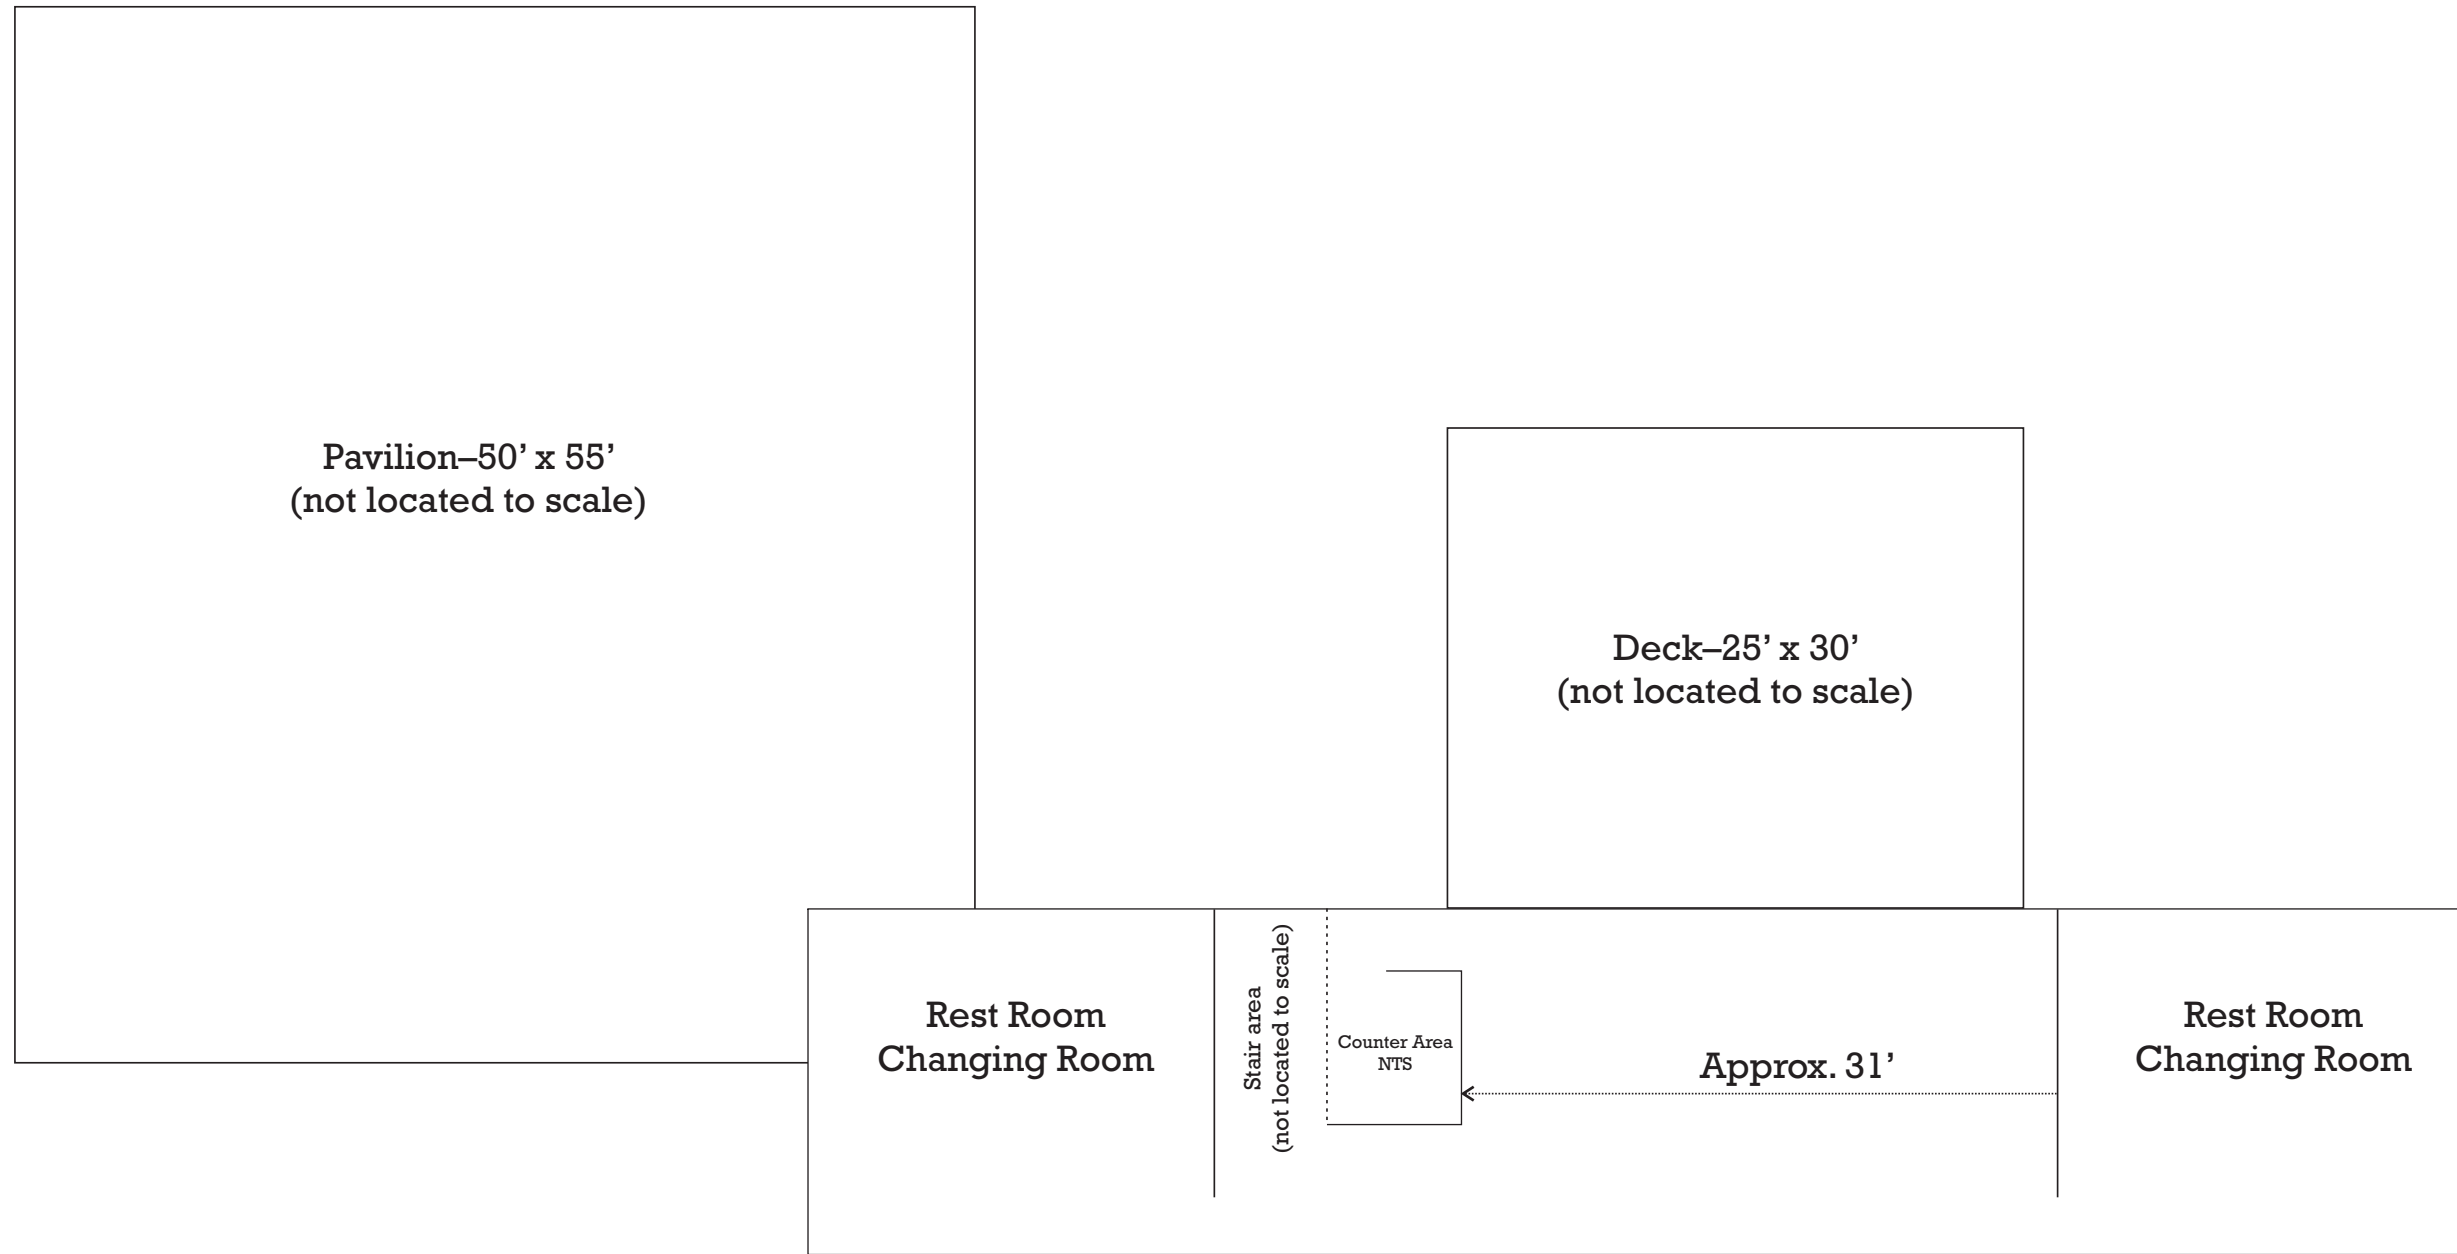 Pavilion–50’ x 55’
(not located to scale)
Deck–25’ x 30’
(not located to scale)
Rest Room
Changing Room
Stair area
(not located to scale)
Counter Area
NTS
Approx. 31’
Rest Room
Changing Room